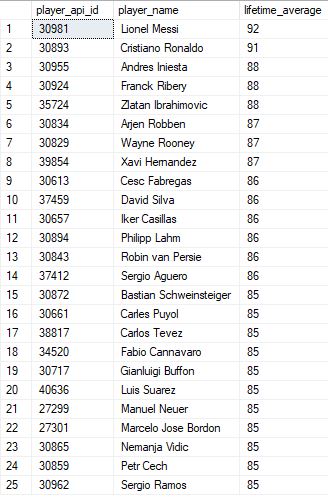 player_api_id player_name lifetime_average
1 30981 Lionel Messi 92
2 30893 Cristiano Ronaldo 91
3 30955 Andres Iniesta 88
4 30924 Franck Ribery 88
5 35724 Zlatan Ibrahimovic 88
6 30834 Arjen Robben 87
7 30829 Wayne Rooney 87
8 39854 Xavi Hernandez 87
9 30613 Cesc Fabregas 86
10 37459 David Silva 86
11 30657 Iker Casillas 86
12 30894 Philipp Lahm 86
13 30843 Robin van Persie 86
14 37412 Sergio Aguero 86
15 30872 Bastian Schweinsteiger 85
16 30661 Carles Puyol 85
17 38817 Carlos Tevez 85
18 34520 Fabio Cannavaro 85
19 30717 Gianluigi Buffon 85
20 40636 Luis Suarez 85
21 27299 Manuel Neuer 85
22 27301 Marcelo Jose Bordon 85
23 30865 Nemanja Vidic 85
24 30859 Petr Cech 85
25 30962 Sergio Ramos 85